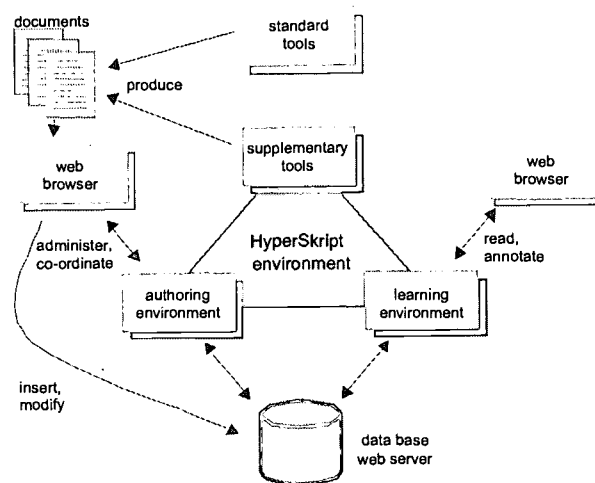 documents
standard
tools
produce
supplementary
tools
web
browser
web
browser
administer,
co-ordinate
HyperSkript
environment
read,
annotate
authoring
environment
learning
environment
insert,
modify
data base
web server